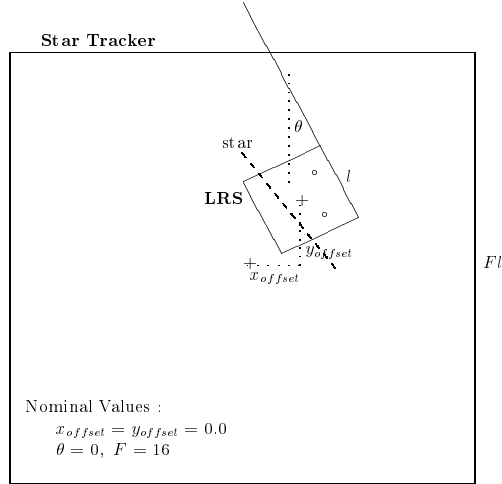 Star Tracker
θ
star
l
LRS
y_offset
x_offset
Fl
Nominal Values :
x_offset = y_offset = 0.0
θ = 0, F = 16